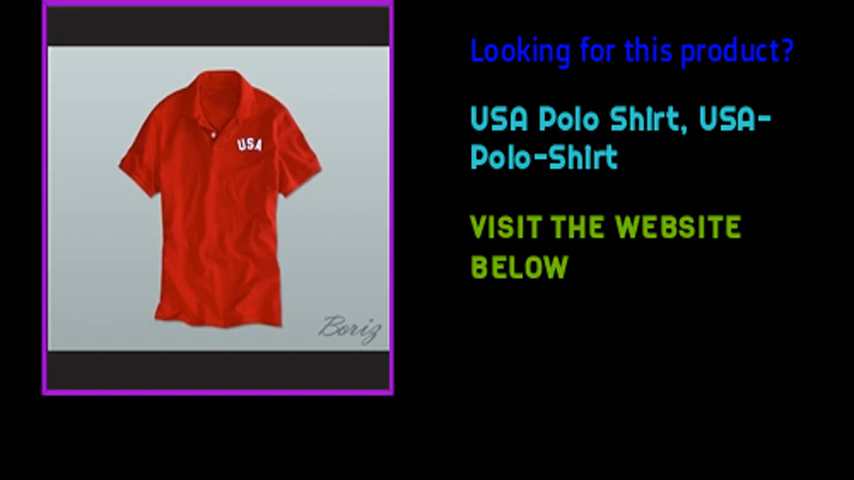 Looking for this product?
USA Polo Shirt, USA-
Polo-Shirt
VISIT THE WEBSITE
BELOW
USA
Boriz